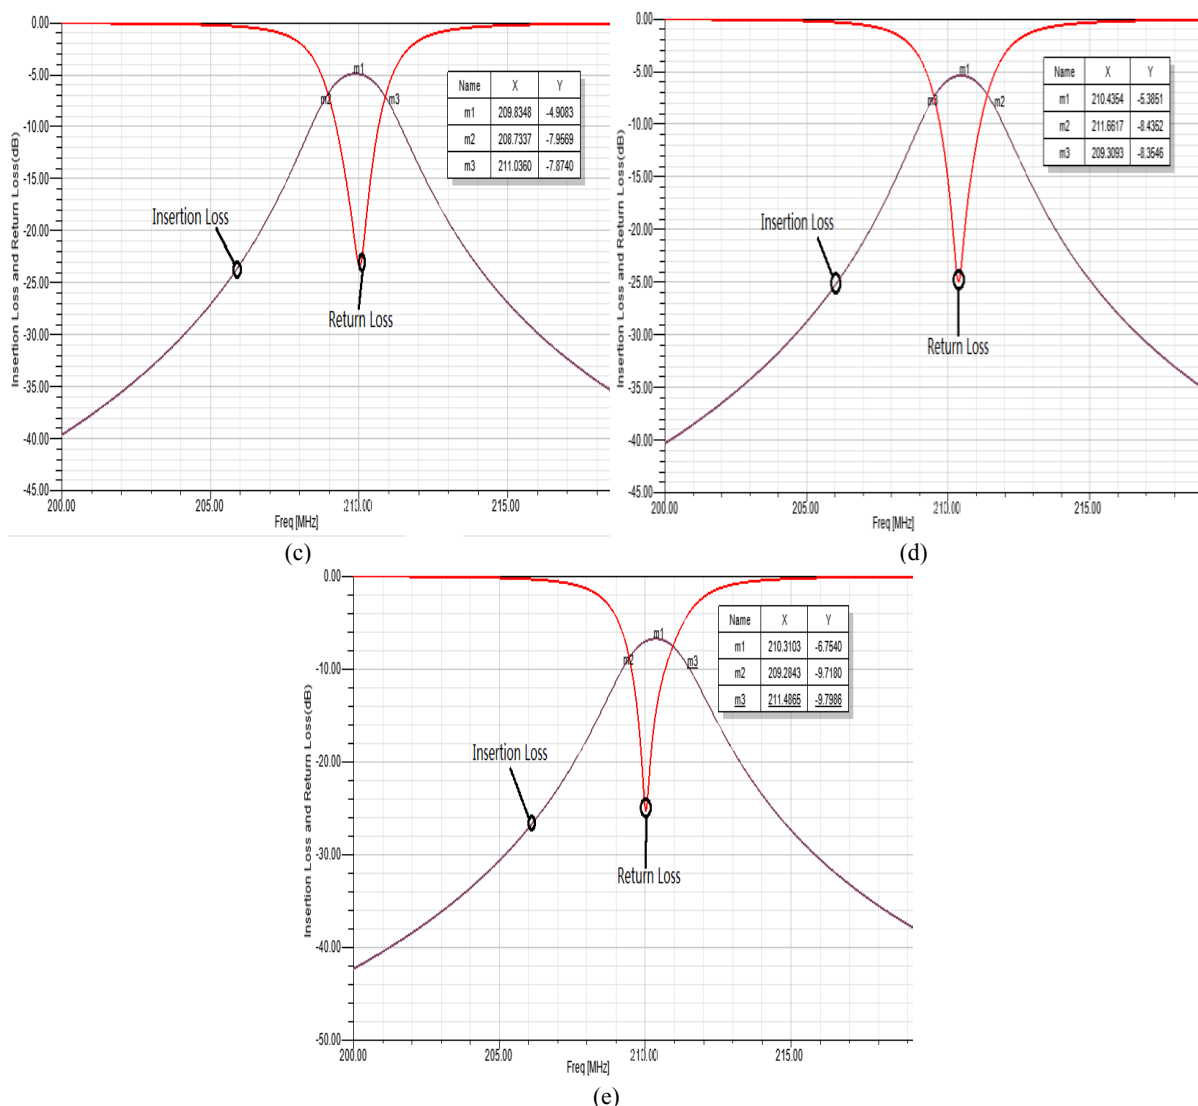 0.00
-5.00
-10.00
-15.00
-20.00
-25.00
-30.00
-35.00
-40.00
-45.00
Insertion Loss and Return Loss(dB)
m1
m2
m3
Name X Y
m1 209.8348 -4.9083
m2 208.7337 -7.9569
m3 211.0360 -7.8740
Insertion Loss
Return Loss
200.00 205.00 210.00 215.00
Freq [MHz]
(c)
0.00
-5.00
-10.00
-15.00
-20.00
-25.00
-30.00
-35.00
-40.00
-45.00
Insertion Loss and Return Loss(dB)
m1
m3
m2
Name X Y
m1 210.4354 -5.3851
m2 211.6617 -8.4352
m3 209.3093 -8.3546
Insertion Loss
Return Loss
200.00 205.00 210.00 215.00
Freq [MHz]
(d)
0.00
-10.00
-20.00
-30.00
-40.00
-50.00
Insertion Loss and Return Loss(dB)
m1
m2
m3
Name X Y
m1 210.3103 -6.7540
m2 209.2843 -9.7180
m3 211.4865 -9.7986
Insertion Loss
Return Loss
200.00 205.00 210.00 215.00
Freq [MHz]
(e)